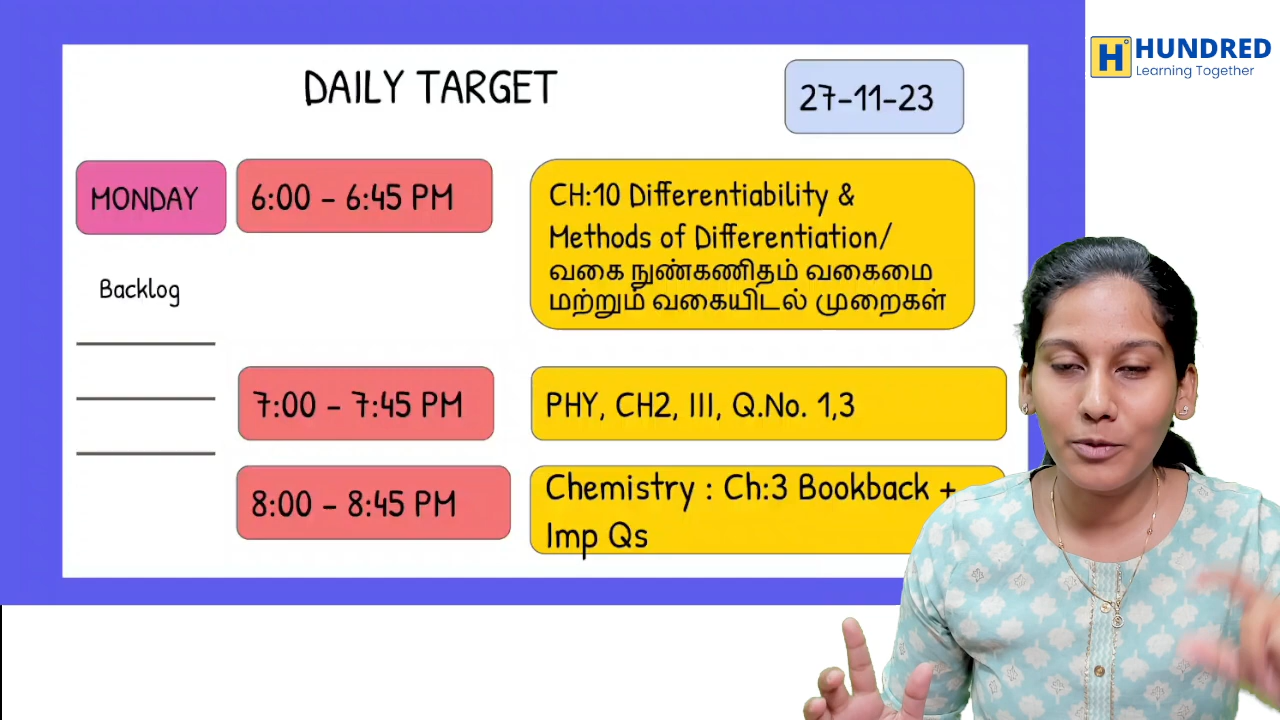 H° HUNDRED
Learning Together
DAILY TARGET
27-11-23
MONDAY
6:00 - 6:45 PM
CH:10 Differentiability &
Methods of Differentiation/
வகை நுண்கணிதம் வகைமை
மற்றும் வகையிடல் முறைகள்
Backlog
7:00 - 7:45 PM
PHY, CH2, III, Q.No. 1,3
8:00 - 8:45 PM
Chemistry : Ch:3 Bookback +
Imp Qs